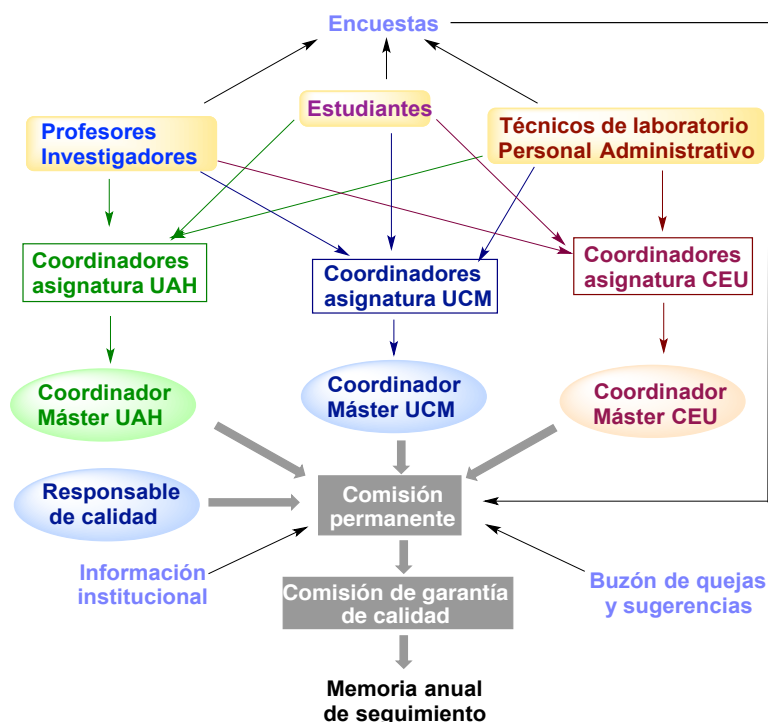 Encuestas
Estudiantes
Profesores
Investigadores
Técnicos de laboratorio
Personal Administrativo
Coordinadores
asignatura UAH
Coordinadores
asignatura UCM
Coordinadores
asignatura CEU
Coordinador
Máster UAH
Coordinador
Máster UCM
Coordinador
Máster CEU
Responsable
de calidad
Comisión
permanente
Información
institucional
Buzón de quejas
y sugerencias
Comisión de garantía
de calidad
Memoria anual
de seguimiento